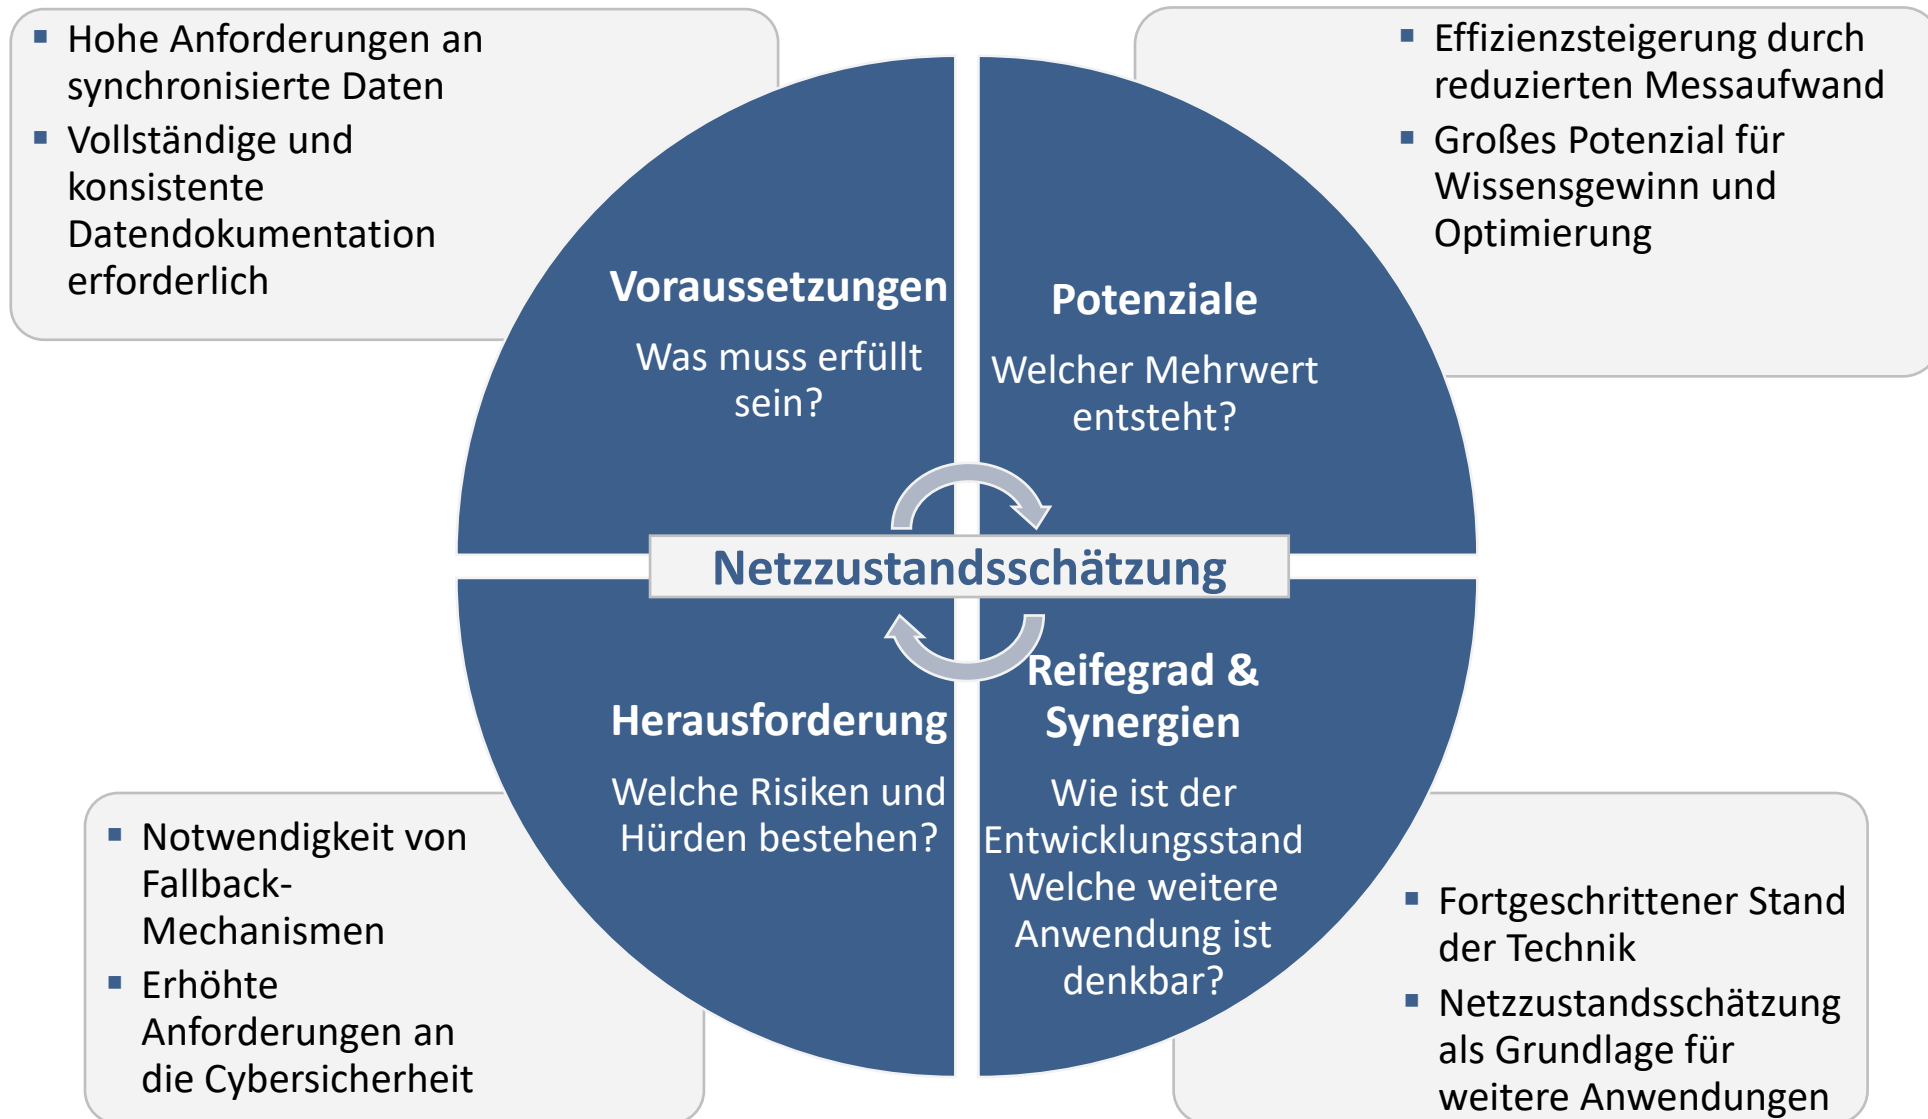 ▪ Hohe Anforderungen an
synchronisierte Daten
▪ Vollständige und
konsistente
Datendokumentation
erforderlich
▪ Effizienzsteigerung durch
reduzierten Messaufwand
▪ Großes Potenzial für
Wissensgewinn und
Optimierung
Voraussetzungen
Was muss erfüllt
sein?
Potenziale
Welcher Mehrwert
entsteht?
Netzzustandsschätzung
Herausforderung
Welche Risiken und
Hürden bestehen?
Reifegrad &
Synergien
Wie ist der
Entwicklungsstand
Welche weitere
Anwendung ist
denkbar?
▪ Notwendigkeit von
Fallback-
Mechanismen
▪ Erhöhte
Anforderungen an
die Cybersicherheit
▪ Fortgeschrittener Stand
der Technik
▪ Netzzustandsschätzung
als Grundlage für
weitere Anwendungen